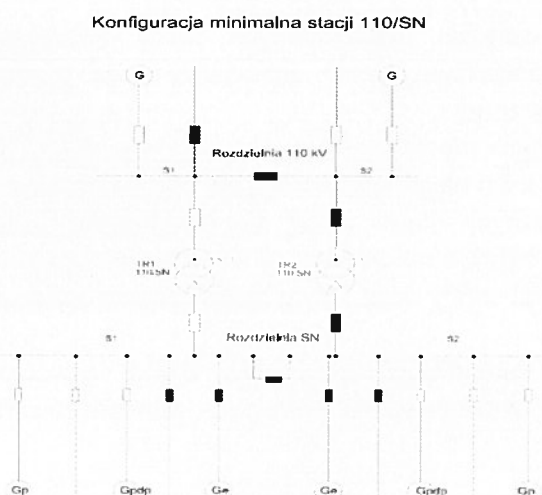 Konfiguracja minimalna stacji 110/SN
G G
Rozdzielnia 110 kV
S1 S2
TR1 TR2
110/SN 110/SN
Rozdzielnia SN
S1 S2
Gp Gpdp Ge Ge Gpdp Gp